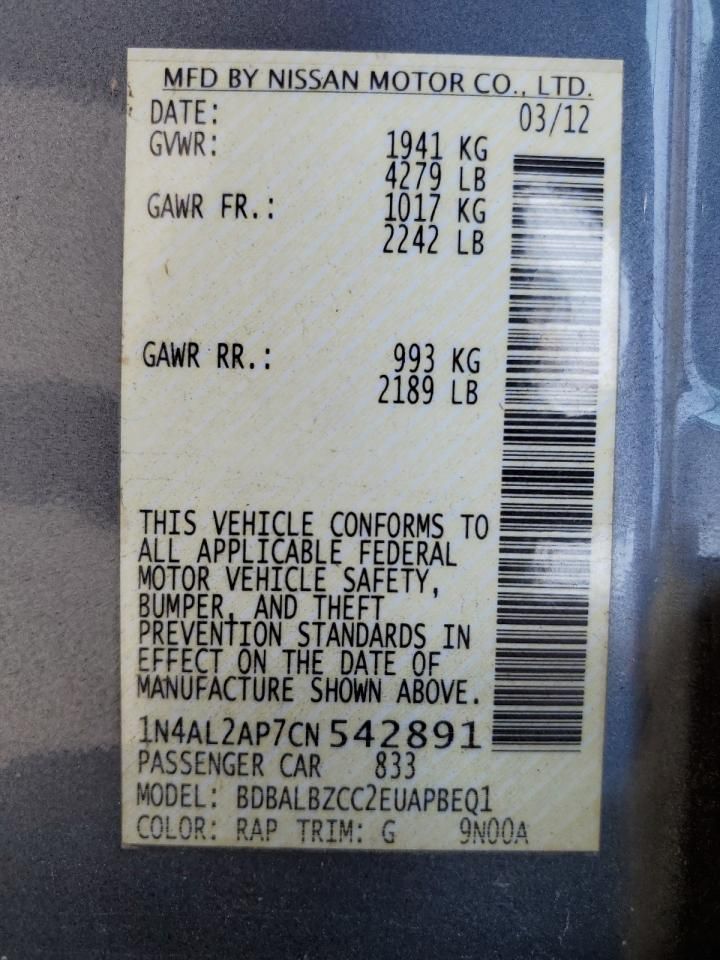 MFD BY NISSAN MOTOR CO., LTD.
DATE: 03/12
GVWR: 1941 KG
4279 LB
GAWR FR.: 1017 KG
2242 LB
GAWR RR.: 993 KG
2189 LB
THIS VEHICLE CONFORMS TO
ALL APPLICABLE FEDERAL
MOTOR VEHICLE SAFETY,
BUMPER, AND THEFT
PREVENTION STANDARDS IN
EFFECT ON THE DATE OF
MANUFACTURE SHOWN ABOVE.
1N4AL2AP7CN542891
PASSENGER CAR 833
MODEL: BDBALBZCC2EUAPBEQ1
COLOR: RAP TRIM: G 9N00A